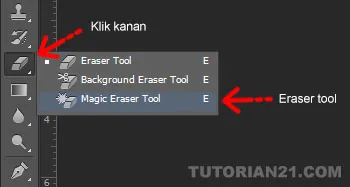 Klik kanan
Eraser Tool E
Background Eraser Tool E
Magic Eraser Tool E
Eraser tool
TUTORIAN21.COM